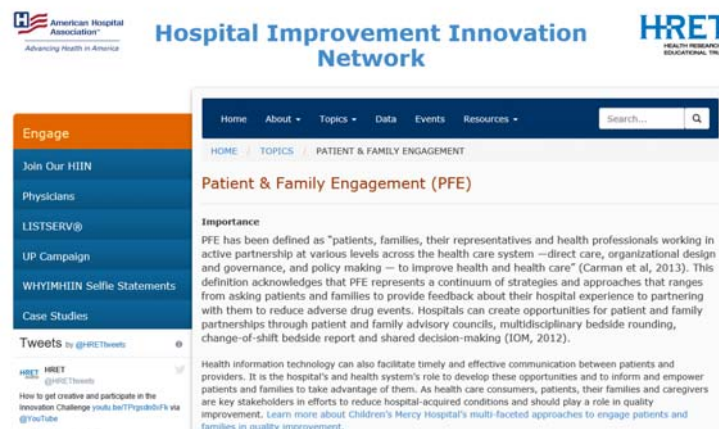 American Hospital
Association
Advancing Health in America
Hospital Improvement Innovation
Network
HRET
HEALTH RESEARCH
EDUCATIONAL TRU
Engage
Join Our HIIN
Physicians
LISTSERV®
UP Campaign
WHYIMHIIN Selfie Statements
Case Studies
Tweets by @HRETtweets
HRET HRET
@HRETtweets
How to get creative and participate in the
Innovation Challenge via
@YouTube
Home About Topics Data Events Resources Search...
HOME / TOPICS / PATIENT & FAMILY ENGAGEMENT
Patient & Family Engagement (PFE)
Importance
PFE has been defined as “patients, families, their representatives and health professionals working in
active partnership at various levels across the health care system —direct care, organizational design
and governance, and policy making — to improve health and health care” (Carman et al, 2013). This
definition acknowledges that PFE represents a continuum of strategies and approaches that ranges
from asking patients and families to provide feedback about their hospital experience to partnering
with them to reduce adverse drug events. Hospitals can create opportunities for patient and family
partnerships through patient and family advisory councils, multidisciplinary bedside rounding,
change-of-shift bedside report and shared decision-making (IOM, 2012).
Health information technology can also facilitate timely and effective communication between patients and
providers. It is the hospital's and health system's role to develop these opportunities and to inform and empower
patients and families to take advantage of them. As health care consumers, patients, their families and caregivers
are key stakeholders in efforts to reduce hospital-acquired conditions and should play a role in quality
improvement. Learn more about Children's Mercy Hospital's multi-faceted approaches to engage patients and
families in quality improvement.